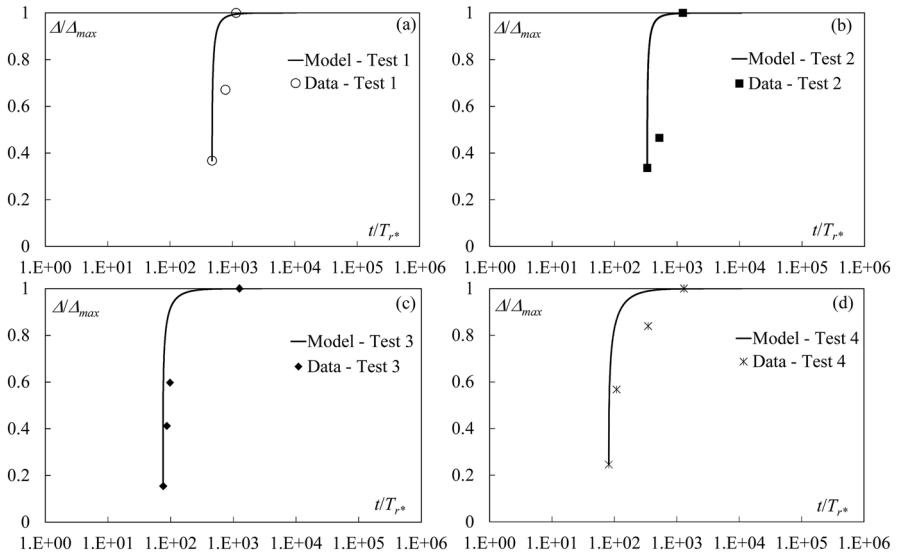 1
Δ/Δmax
(a)
0.8
Model - Test 1
Data - Test 1
0.6
0.4
0.2
t/Tr*
0
1.E+00 1.E+01 1.E+02 1.E+03 1.E+04 1.E+05 1.E+06
1
Δ/Δmax
(b)
0.8
Model - Test 2
Data - Test 2
0.6
0.4
0.2
t/Tr*
0
1.E+00 1.E+01 1.E+02 1.E+03 1.E+04 1.E+05 1.E+06
1
Δ/Δmax
(c)
0.8
Model - Test 3
Data - Test 3
0.6
0.4
0.2
t/Tr*
0
1.E+00 1.E+01 1.E+02 1.E+03 1.E+04 1.E+05 1.E+06
1
Δ/Δmax
(d)
0.8
Model - Test 4
Data - Test 4
0.6
0.4
0.2
t/Tr*
0
1.E+00 1.E+01 1.E+02 1.E+03 1.E+04 1.E+05 1.E+06